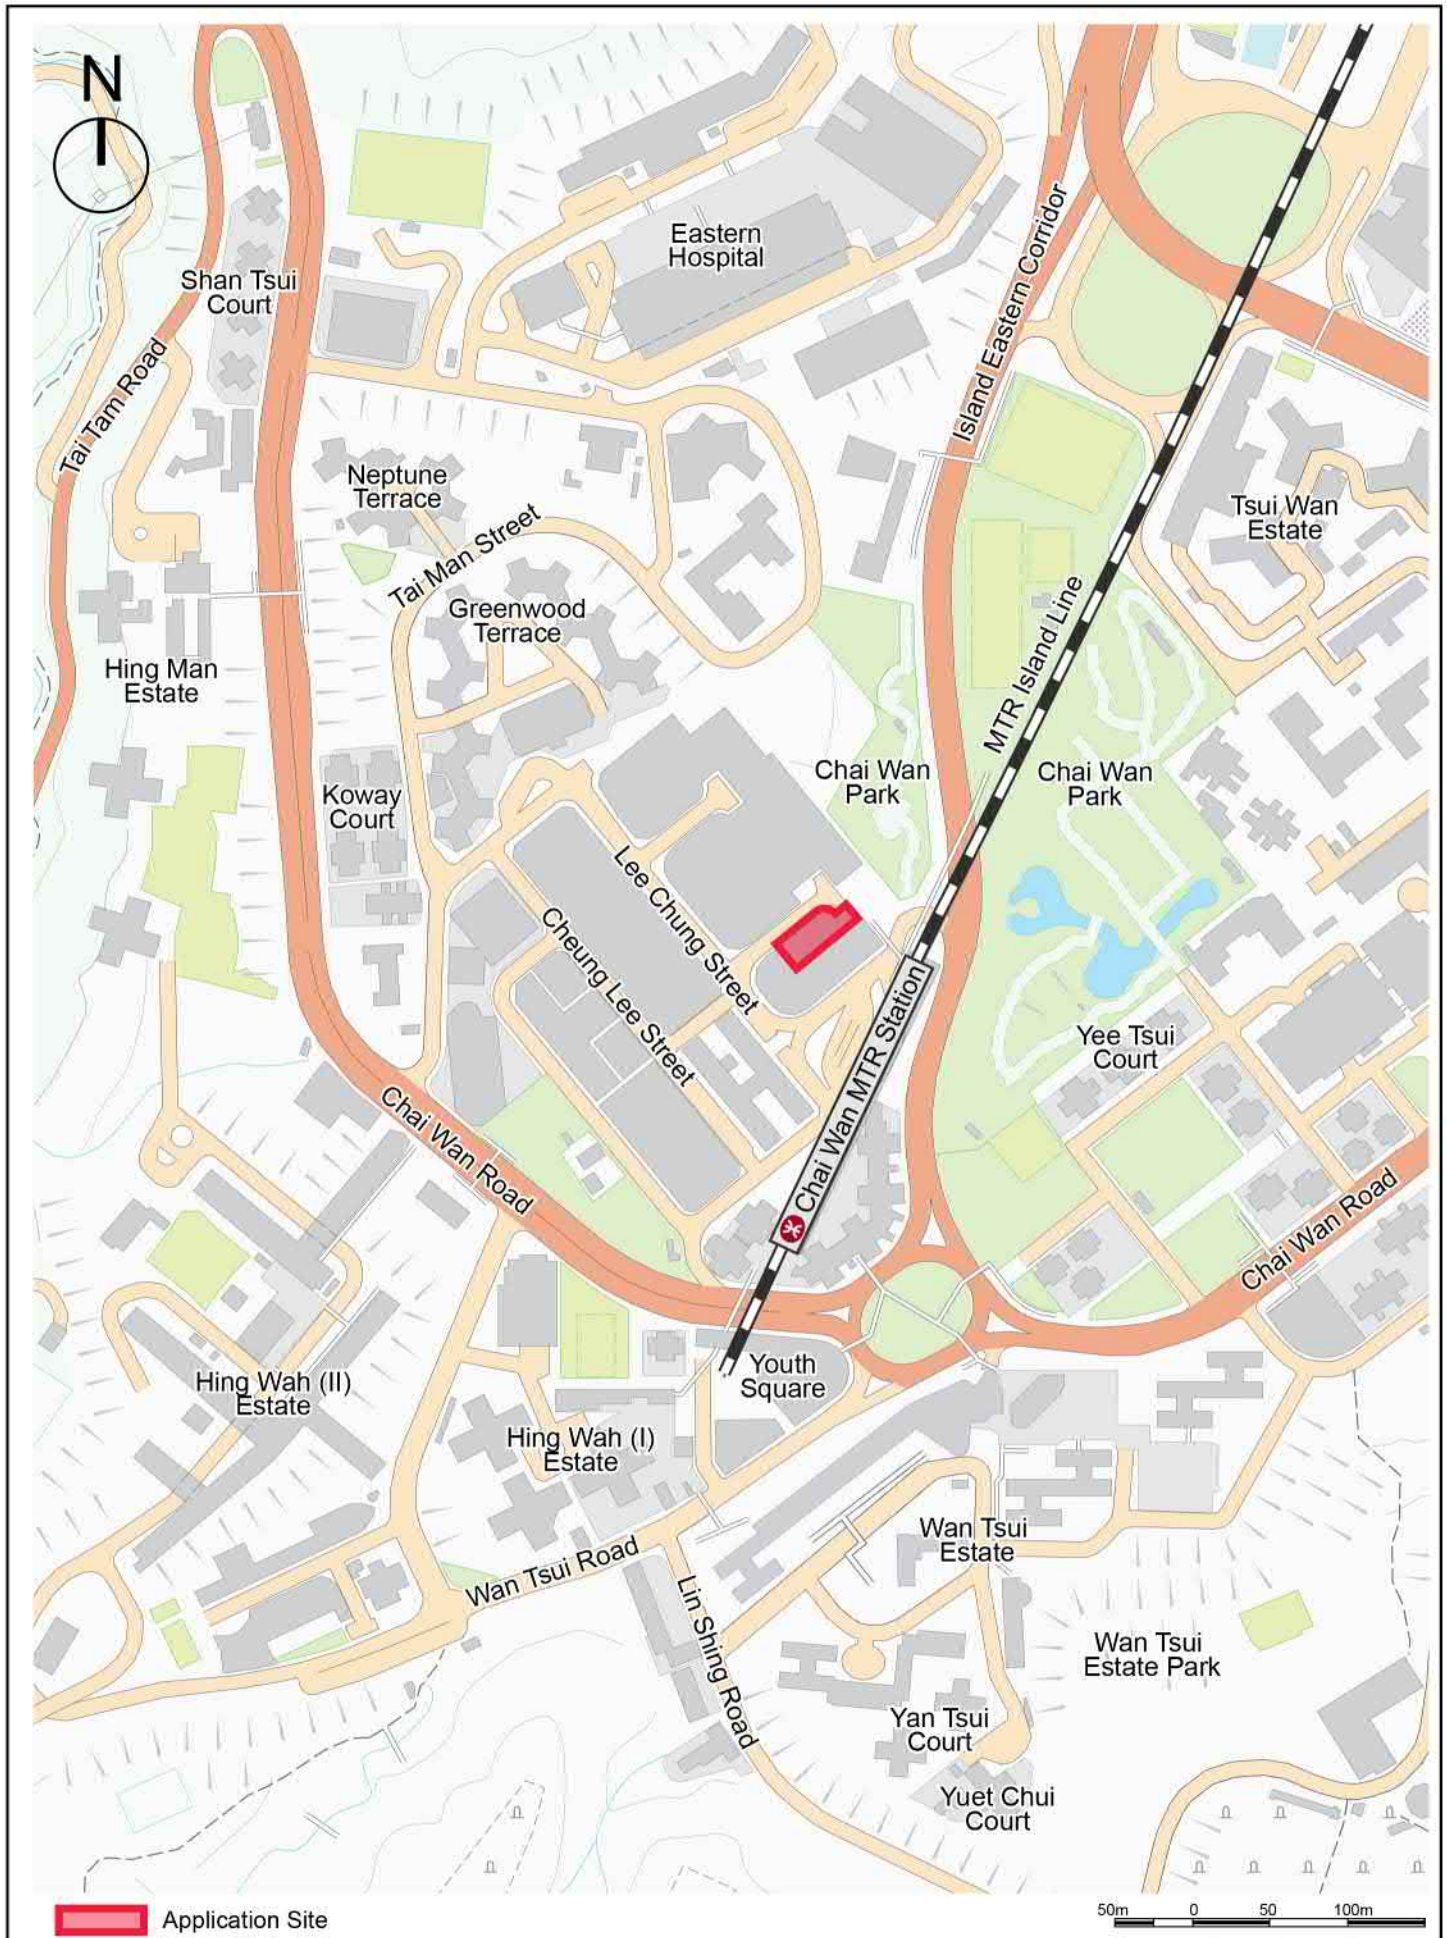 N
Eastern
Hospital
Island Eastern Corridor
Shan Tsui
Court
Tai Tam Road
Neptune
Terrace
Tsui Wan
Estate
Tai Man Street
Greenwood
Terrace
MTR Island Line
Hing Man
Estate
Chai Wan
Park
Chai Wan
Park
Koway
Court
Lee Chung Street
Cheung Lee Street
Chai Wan MTR Station
Yee Tsui
Court
Chai Wan Road
Chai Wan Road
Youth
Square
Hing Wah (II)
Estate
Hing Wah (I)
Estate
Wan Tsui
Estate
Wan Tsui Road
Lin Shing Road
Wan Tsui
Estate Park
Yan Tsui
Court
Yuet Chui
Court
Application Site
50m 0 50 100m